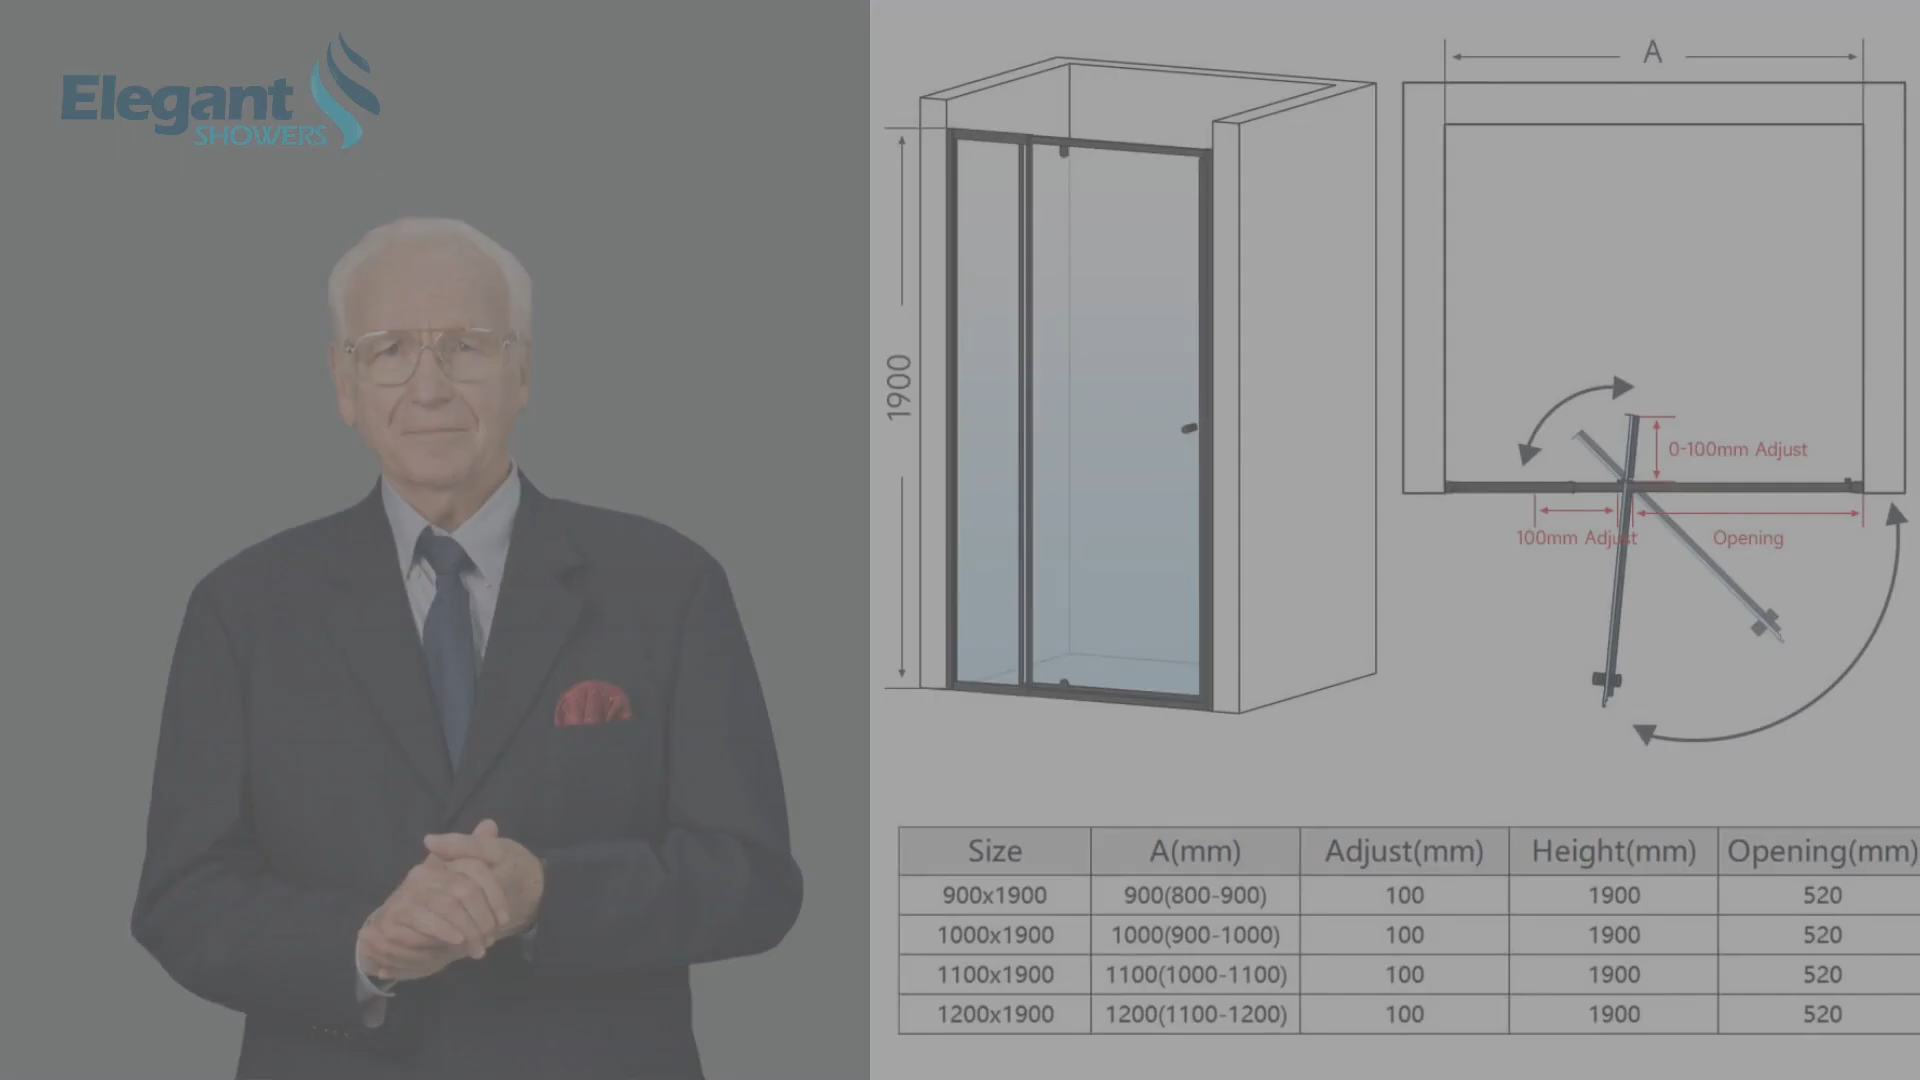 Elegant
SHOWERS
A
1900
0-100mm Adjust
100mm Adjust
Opening
Size A(mm) Adjust(mm) Height(mm) Opening(mm)
900x1900 900(800-900) 100 1900 520
1000x1900 1000(900-1000) 100 1900 520
1100x1900 1100(1000-1100) 100 1900 520
1200x1900 1200(1100-1200) 100 1900 520